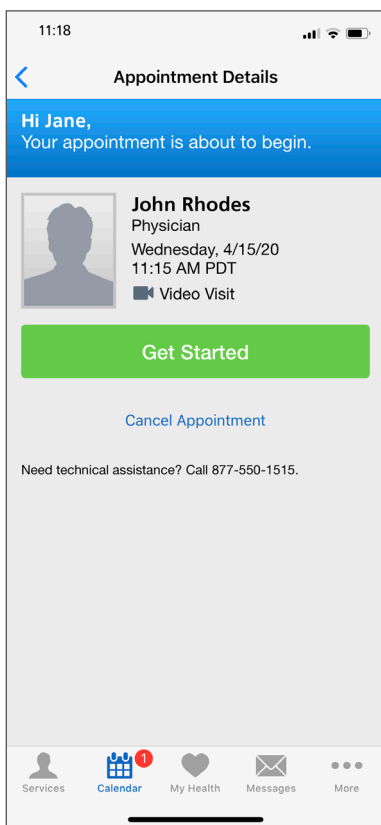 11:18
Appointment Details
Hi Jane,
Your appointment is about to begin.
John Rhodes
Physician
Wednesday, 4/15/20
11:15 AM PDT
Video Visit
Get Started
Cancel Appointment
Need technical assistance? Call 877-550-1515.
1
Services Calendar My Health Messages More